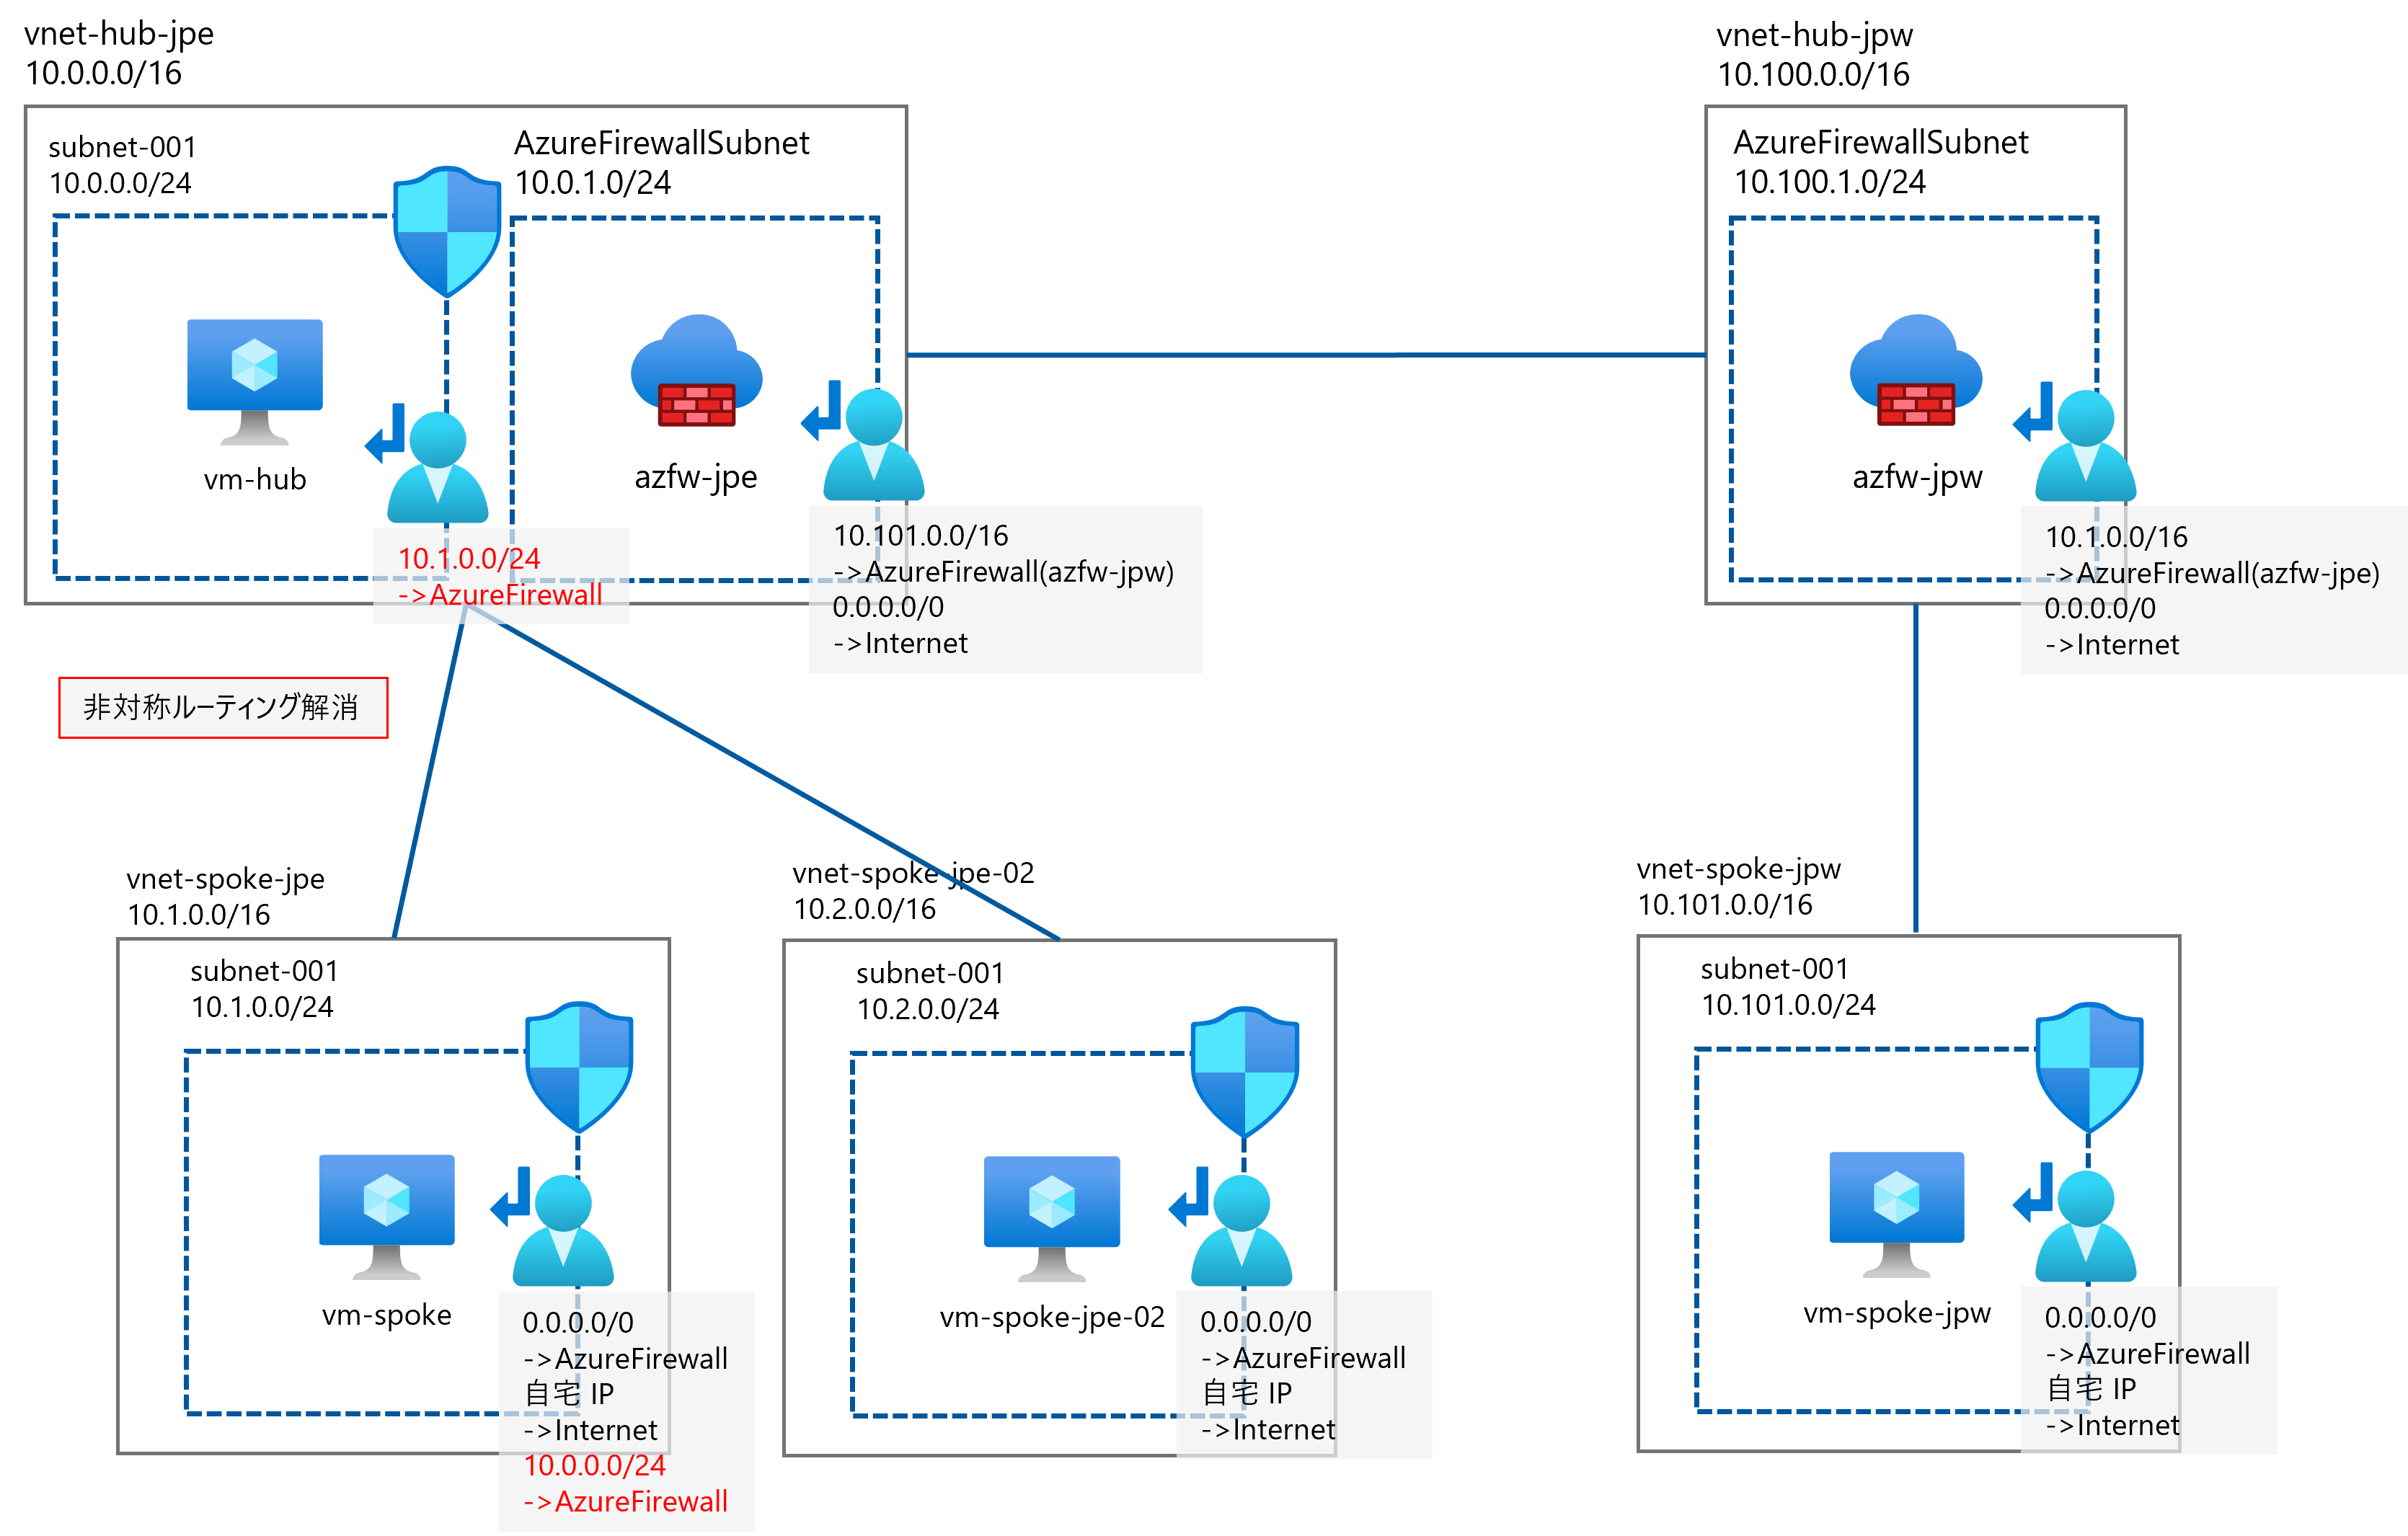 vnet-hub-jpe
10.0.0.0/16
subnet-001
10.0.0.0/24
AzureFirewallSubnet
10.0.1.0/24
vm-hub
azfw-jpe
10.1.0.0/24
->AzureFirewall
10.101.0.0/16
->AzureFirewall(azfw-jpw)
0.0.0.0/0
->Internet
vnet-hub-jpw
10.100.0.0/16
AzureFirewallSubnet
10.100.1.0/24
azfw-jpw
10.1.0.0/16
->AzureFirewall(azfw-jpe)
0.0.0.0/0
->Internet
非対称ルーティング解消
vnet-spoke-jpe
10.1.0.0/16
subnet-001
10.1.0.0/24
vm-spoke
0.0.0.0/0
->AzureFirewall
自宅 IP
->Internet
10.0.0.0/24
->AzureFirewall
vnet-spoke-jpe-02
10.2.0.0/16
subnet-001
10.2.0.0/24
vm-spoke-jpe-02
0.0.0.0/0
->AzureFirewall
自宅 IP
->Internet
vnet-spoke-jpw
10.101.0.0/16
subnet-001
10.101.0.0/24
vm-spoke-jpw
0.0.0.0/0
->AzureFirewall
自宅 IP
->Internet